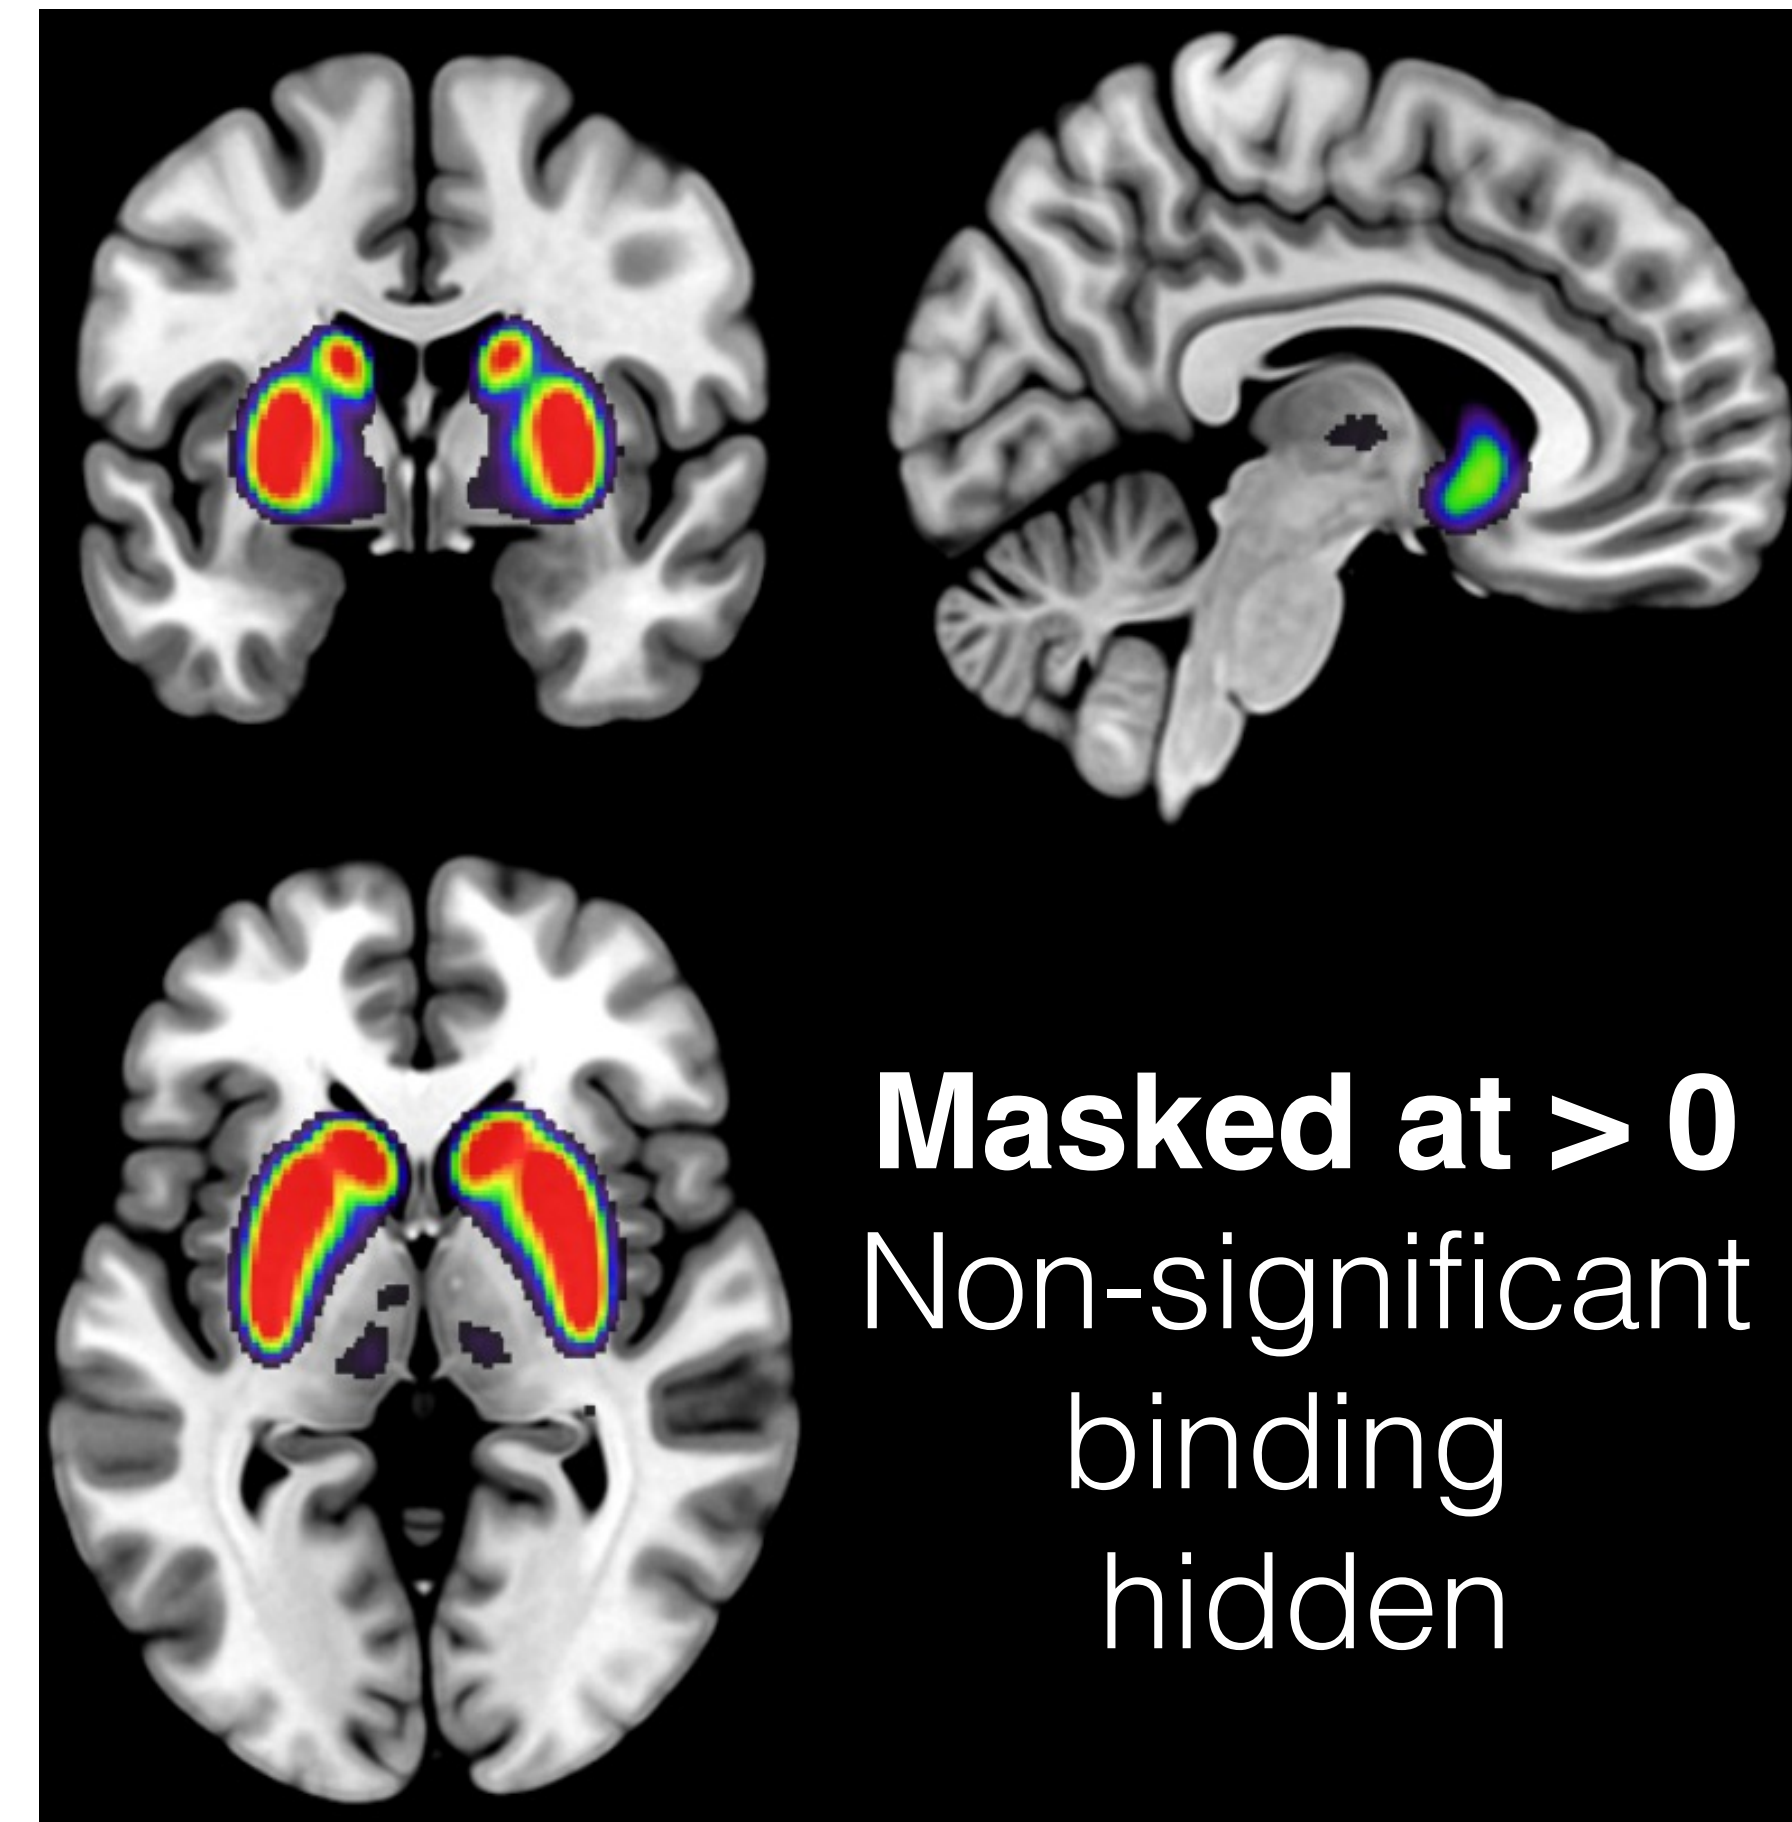 Masked at > 0
Non-significant
binding
hidden